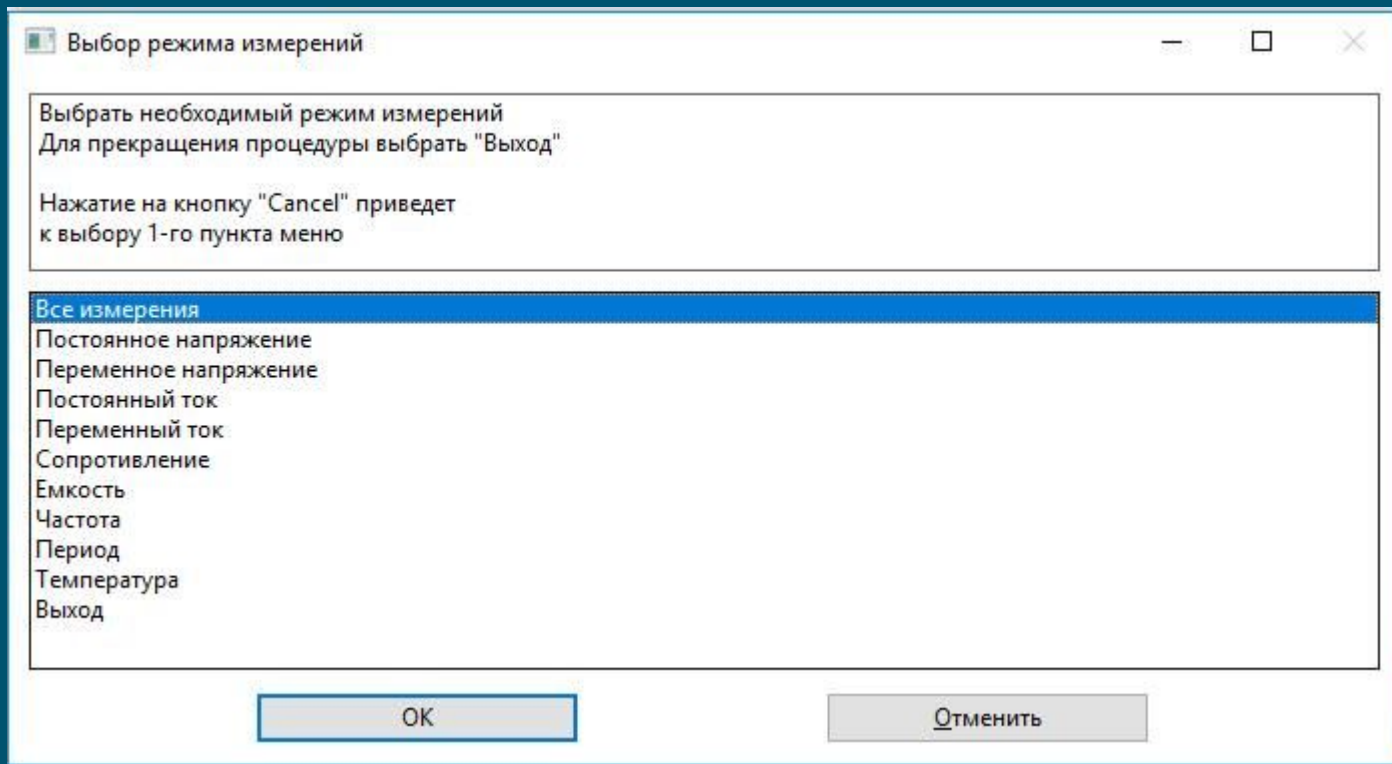 Выбор режима измерений
Выбрать необходимый режим измерений
Для прекращения процедуры выбрать "Выход"
Нажатие на кнопку "Cancel" приведет
к выбору 1-го пункта меню
Все измерения
Постоянное напряжение
Переменное напряжение
Постоянный ток
Переменный ток
Сопротивление
Емкость
Частота
Период
Температура
Выход
OK
Отменить